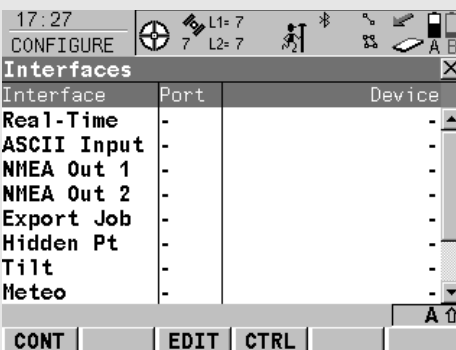 17:27
CONFIGURE
7
L1= 7
L2= 7
A B
Interfaces
Interface Port Device
Real-Time - -
ASCII Input - -
NMEA Out 1 - -
NMEA Out 2 - -
Export Job - -
Hidden Pt - -
Tilt - -
Meteo - -
A
CONT EDIT CTRL